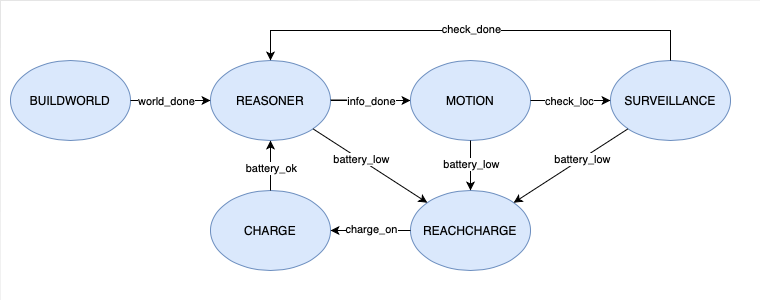 check_done
BUILDWORLD
world_done
REASONER
info_done
MOTION
check_loc
SURVEILLANCE
battery_ok
battery_low
battery_low
battery_low
CHARGE
charge_on
REACHCHARGE